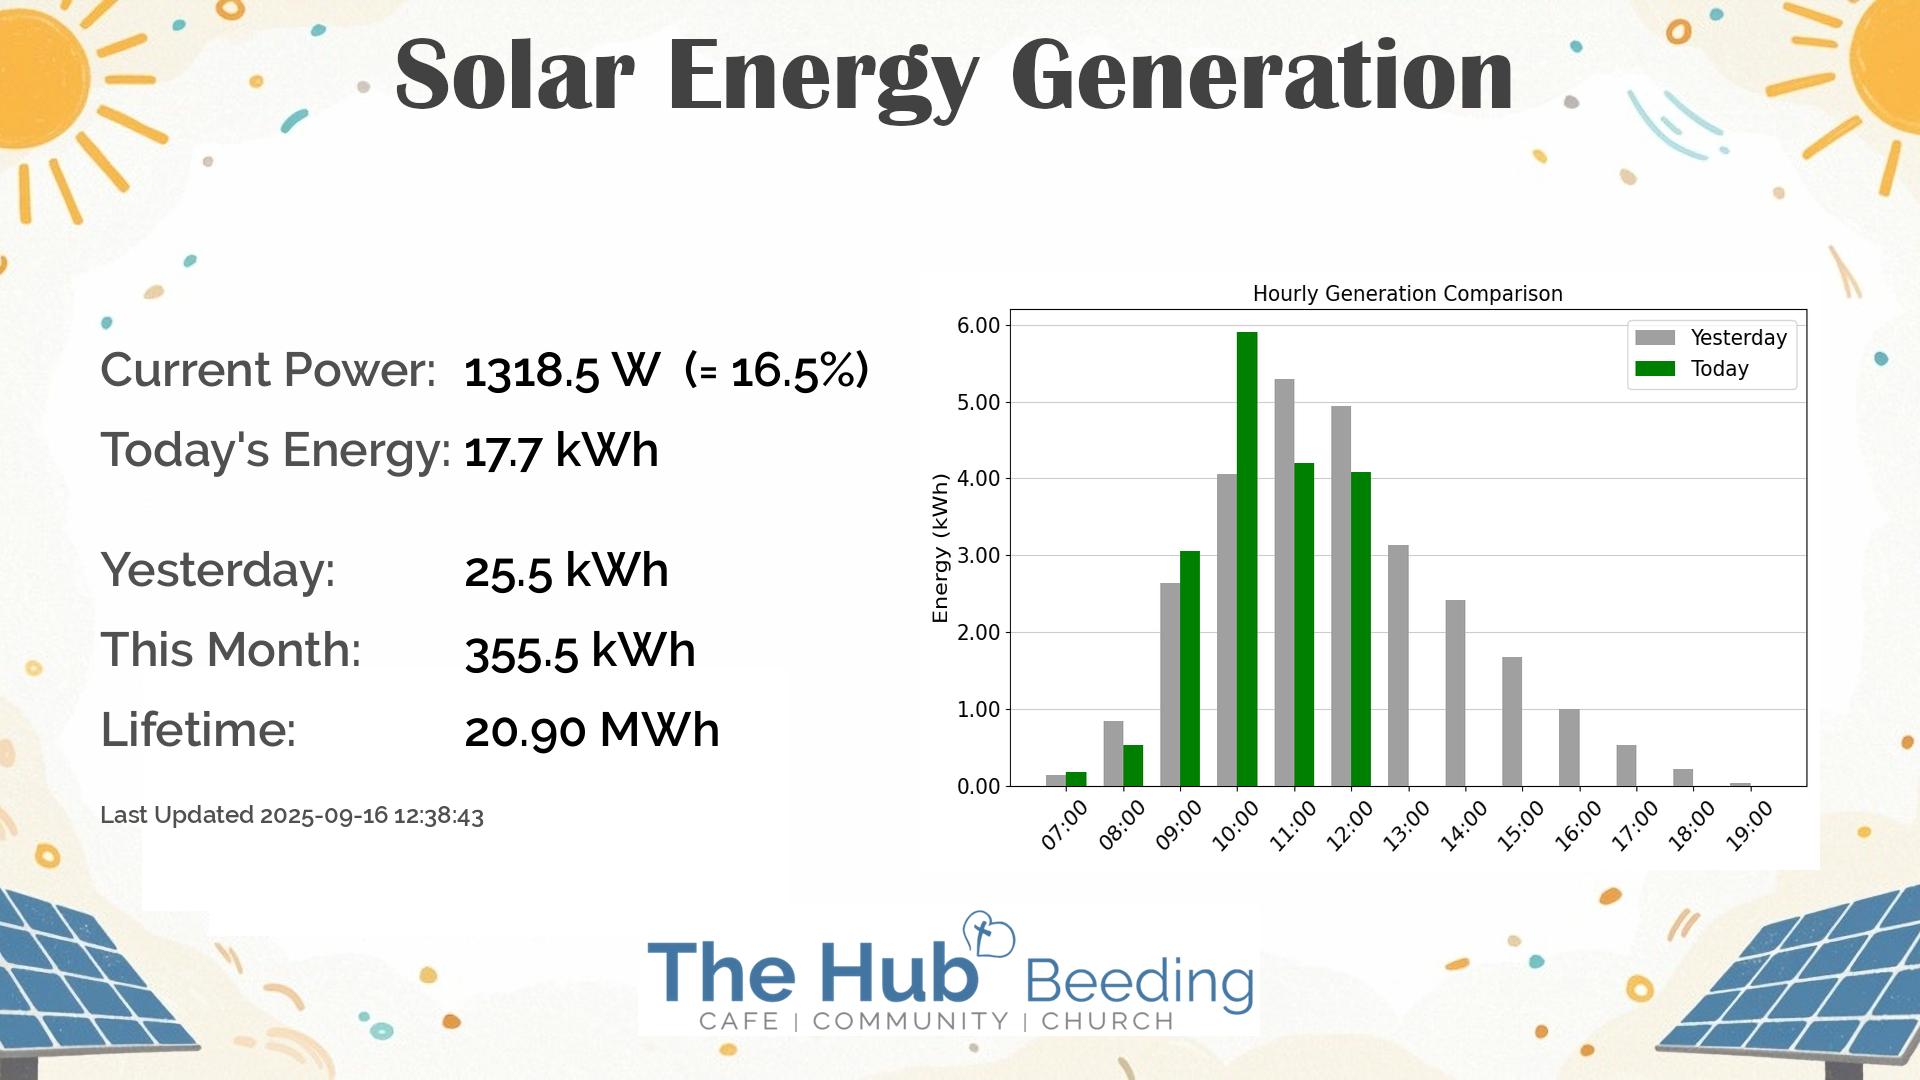 Solar Energy Generation
Current Power: 1318.5 W (= 16.5%)
Today's Energy: 17.7 kWh
Yesterday: 25.5 kWh
This Month: 355.5 kWh
Lifetime: 20.90 MWh
Last Updated 2025-09-16 12:38:43
Hourly Generation Comparison
Yesterday
Today
Energy (kWh)
6.00
5.00
4.00
3.00
2.00
1.00
0.00
07:00 08:00 09:00 10:00 11:00 12:00 13:00 14:00 15:00 16:00 17:00 18:00 19:00
The Hub Beeding
CAFE | COMMUNITY | CHURCH